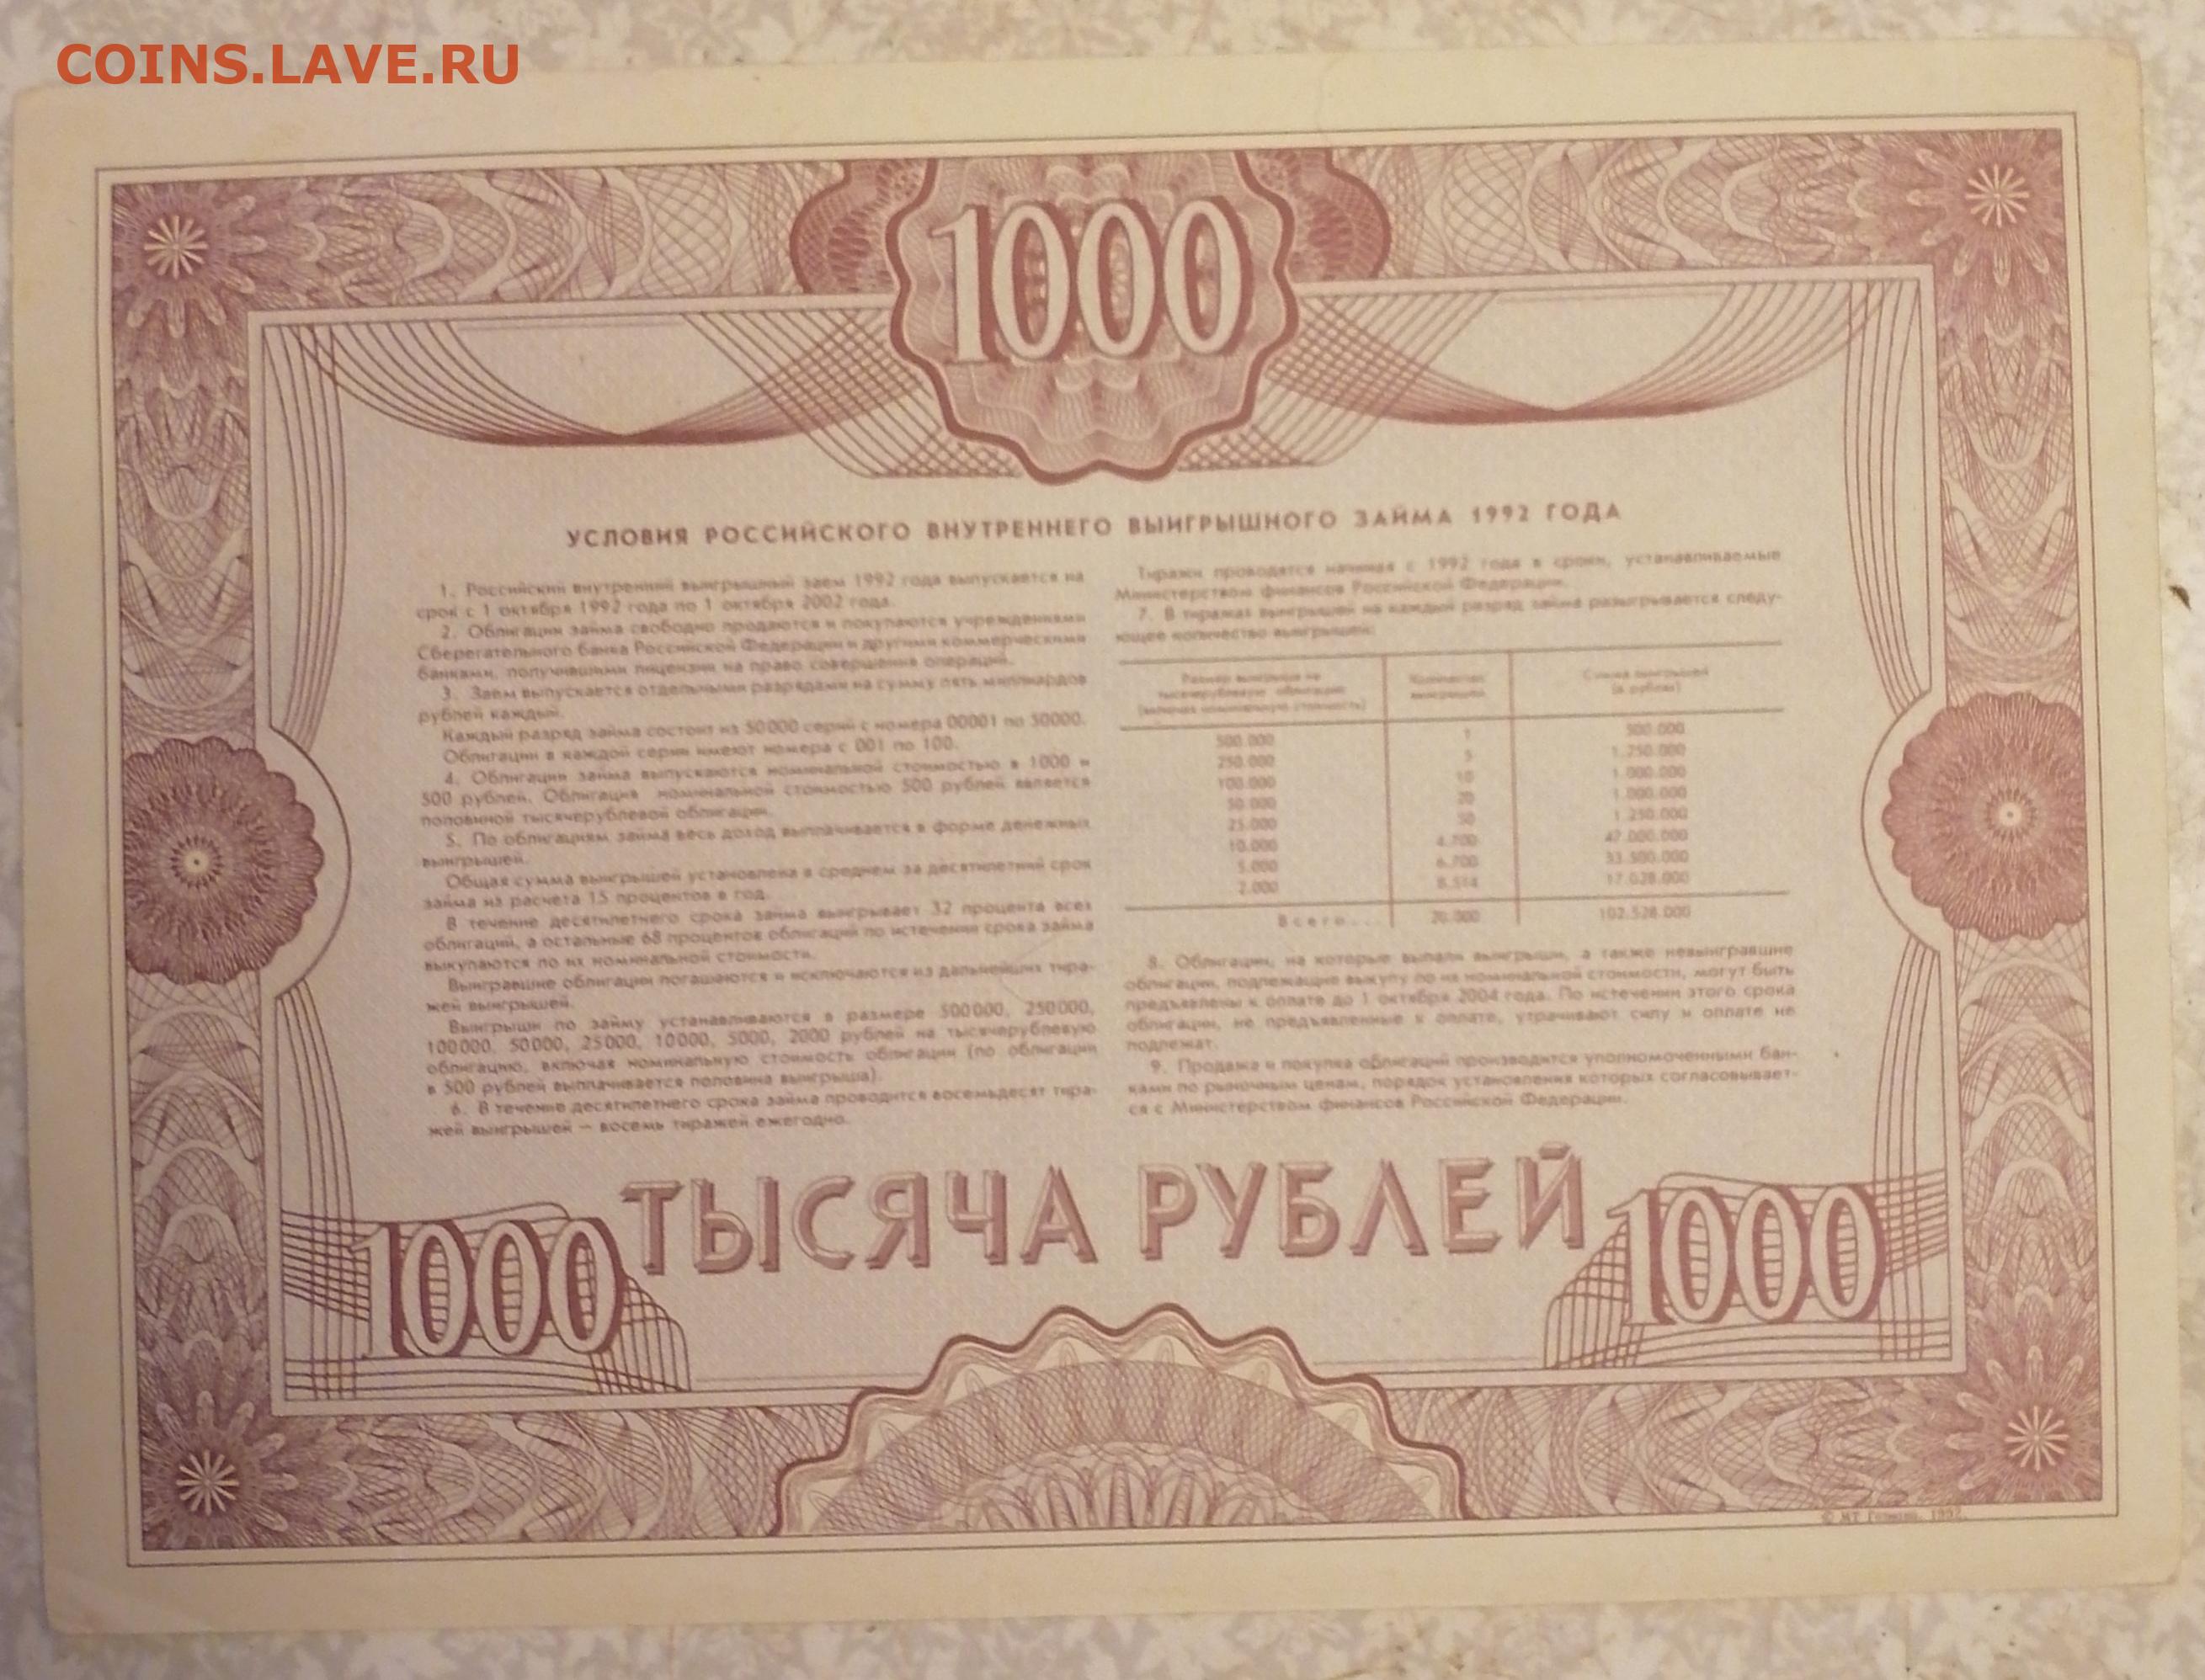 COINS.LAVE.RU
1000
УСЛОВИЯ РОССИЙСКОГО ВНУТРЕННЕГО ВЫИГРЫШНОГО ЗАЙМА 1992 ГОДА
1. Российский внутренний выигрышный заем 1992 года выпускается на
срок с 1 октября 1992 года по 1 октября 2002 года.
2. Облигации займа свободно продаются и покупаются учреждениями
Сберегательного банка Российской Федерации и другими коммерческими
банками, получившими лицензии на право совершения операций.
3. Заем выпускается отдельными разрядами на сумму пять миллиардов
рублей каждый.
Каждый разряд займа состоит из 50000 серий с номера 00001 по 50000.
Облигации в каждой серии имеют номера с 001 по 100.
4. Облигации займа выпускаются номинальной стоимостью в 1000 и
500 рублей. Облигация номинальной стоимостью 500 рублей является
половиной тысячерублевой облигации.
5. По облигациям займа весь доход выплачивается в форме денежных
выигрышей.
Общая сумма выигрышей установлена в среднем за десятилетний срок
займа из расчета 15 процентов в год.
В течение десятилетнего срока займа выигрывает 32 процента всех
облигаций, а остальные 68 процентов облигаций по истечении срока займа
выкупаются по их номинальной стоимости.
Выигравшие облигации погашаются и исключаются из дальнейших тира-
жей выигрышей.
Выигрыши по займу устанавливаются в размере 500000, 250000,
100000, 50000, 25000, 10000, 5000, 2000 рублей на тысячерублевую
облигацию, включая номинальную стоимость облигации (по облигации
в 500 рублей выплачивается половина выигрыша).
6. В течение десятилетнего срока займа проводится восемьдесят тира-
жей выигрышей — восемь тиражей ежегодно.
Тиражи проводятся начиная с 1992 года в сроки, устанавливаемые
Министерством финансов Российской Федерации.
7. В тиражах выигрышей на каждый разряд займа разыгрывается следу-
ющее количество выигрышей:
Размер выигрыша на тысячерублевую облигацию (включая номинальную стоимость)
Количество выигрышей
Сумма выигрышей (в рублях)
500.000 1 500.000
250.000 5 1.250.000
100.000 10 1.000.000
50.000 20 1.000.000
25.000 50 1.250.000
10.000 4.700 47.000.000
5.000 6.700 33.500.000
2.000 8.514 17.028.000
Всего... 20.000 102.528.000
8. Облигации, на которые выпали выигрыши, а также невыигравшие
облигации, подлежащие выкупу по их номинальной стоимости, могут быть
предъявлены к оплате до 1 октября 2004 года. По истечении этого срока
облигации, не предъявленные к оплате, утрачивают силу и оплате не
подлежат.
9. Продажа и покупка облигаций производится уполномоченными бан-
ками по рыночным ценам, порядок установления которых согласовывает-
ся с Министерством финансов Российской Федерации.
1000 ТЫСЯЧА РУБЛЕЙ 1000
© МТ Гознака. 1992.